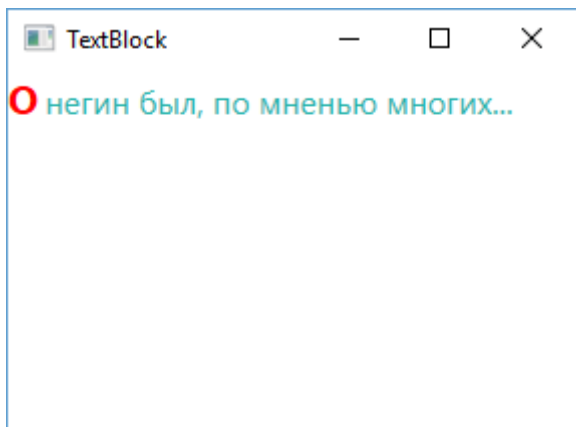 TextBlock
О негин был, по мненью многих...